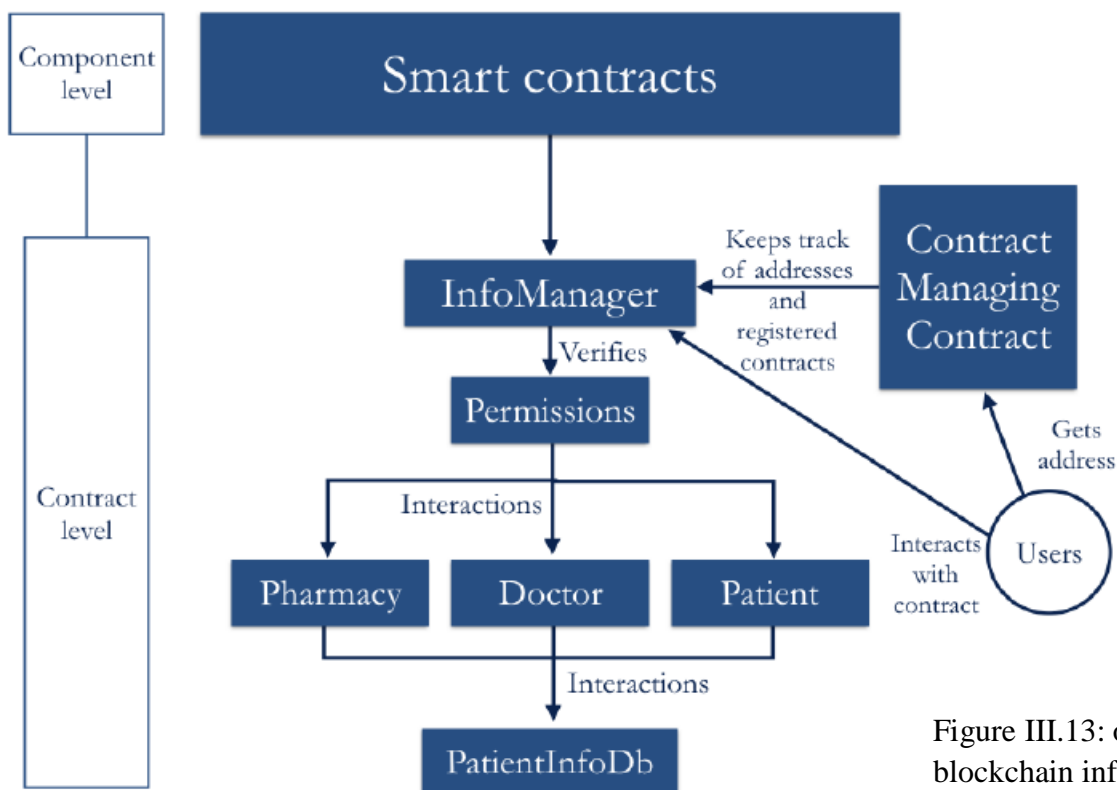 Component
level
Smart contracts
Contract
Managing
Contract
Keeps track
of addresses
and
registered
contracts
InfoManager
Verifies
Permissions
Gets
address
Contract
level
Interactions
Interacts
with
contract
Users
Pharmacy
Doctor
Patient
Interactions
PatientInfoDb
Figure III.13:
blockchain